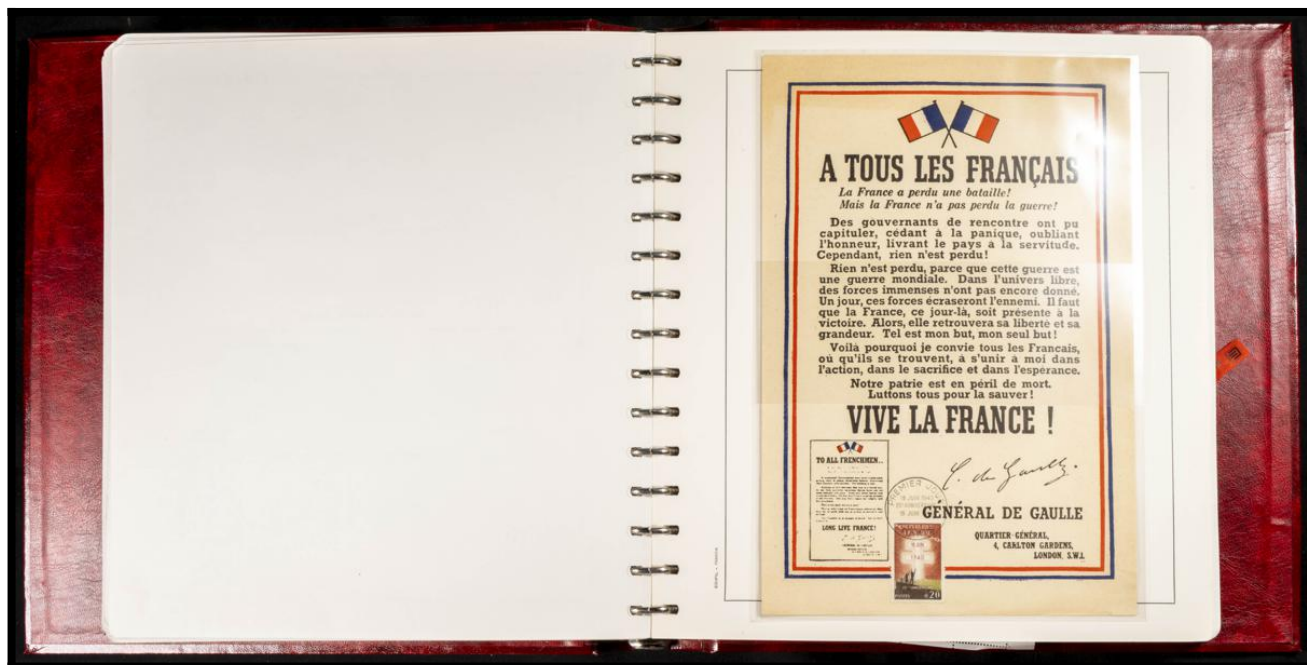 A TOUS LES FRANÇAIS
La France a perdu une bataille!
Mais la France n'a pas perdu la guerre!
Des gouvernants de rencontre ont pu
capituler, cédant à la panique, oubliant
l'honneur, livrant le pays à la servitude.
Cependant, rien n'est perdu!
Rien n'est perdu, parce que cette guerre est
une guerre mondiale. Dans l'univers libre,
des forces immenses n'ont pas encore donné.
Un jour, ces forces écraseront l'ennemi. Il faut
que la France, ce jour-là, soit présente à la
victoire. Alors, elle retrouvera sa liberté et sa
grandeur. Tel est mon but, mon seul but!
Voilà pourquoi je convie tous les Francais,
où qu'ils se trouvent, à s'unir à moi dans
l'action, dans le sacrifice et dans l'espérance.
Notre patrie est en péril de mort.
Luttons tous pour la sauver!
VIVE LA FRANCE !
TO ALL FRENCHMEN..
LONG LIVE FRANCE!
C. de Gaulle.
GÉNÉRAL DE GAULLE
QUARTIER-GÉNÉRAL,
4, CARLTON GARDENS,
LONDON, S.W.1.
PREMIER
18 JUIN
1940
0.20